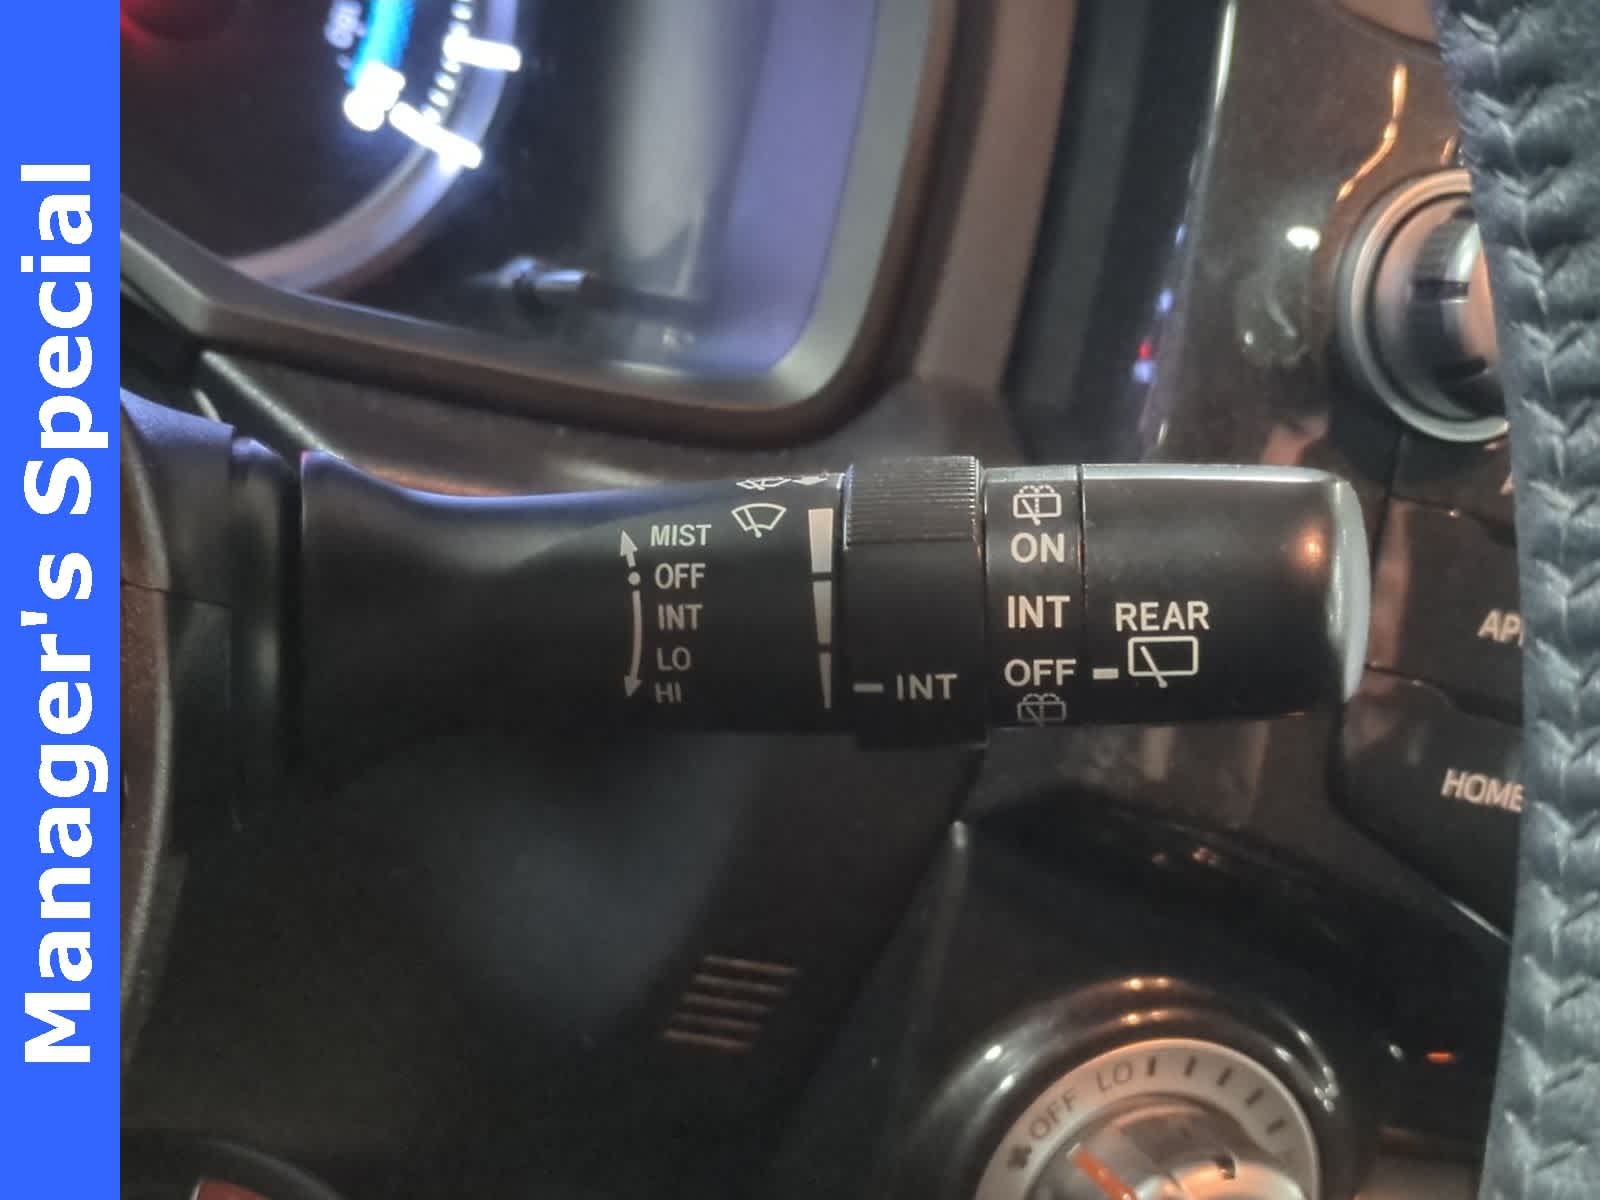 Manager's Special
MIST
OFF
INT
LO
HI
INT
ON
INT
OFF
REAR
HOME
OFF LO